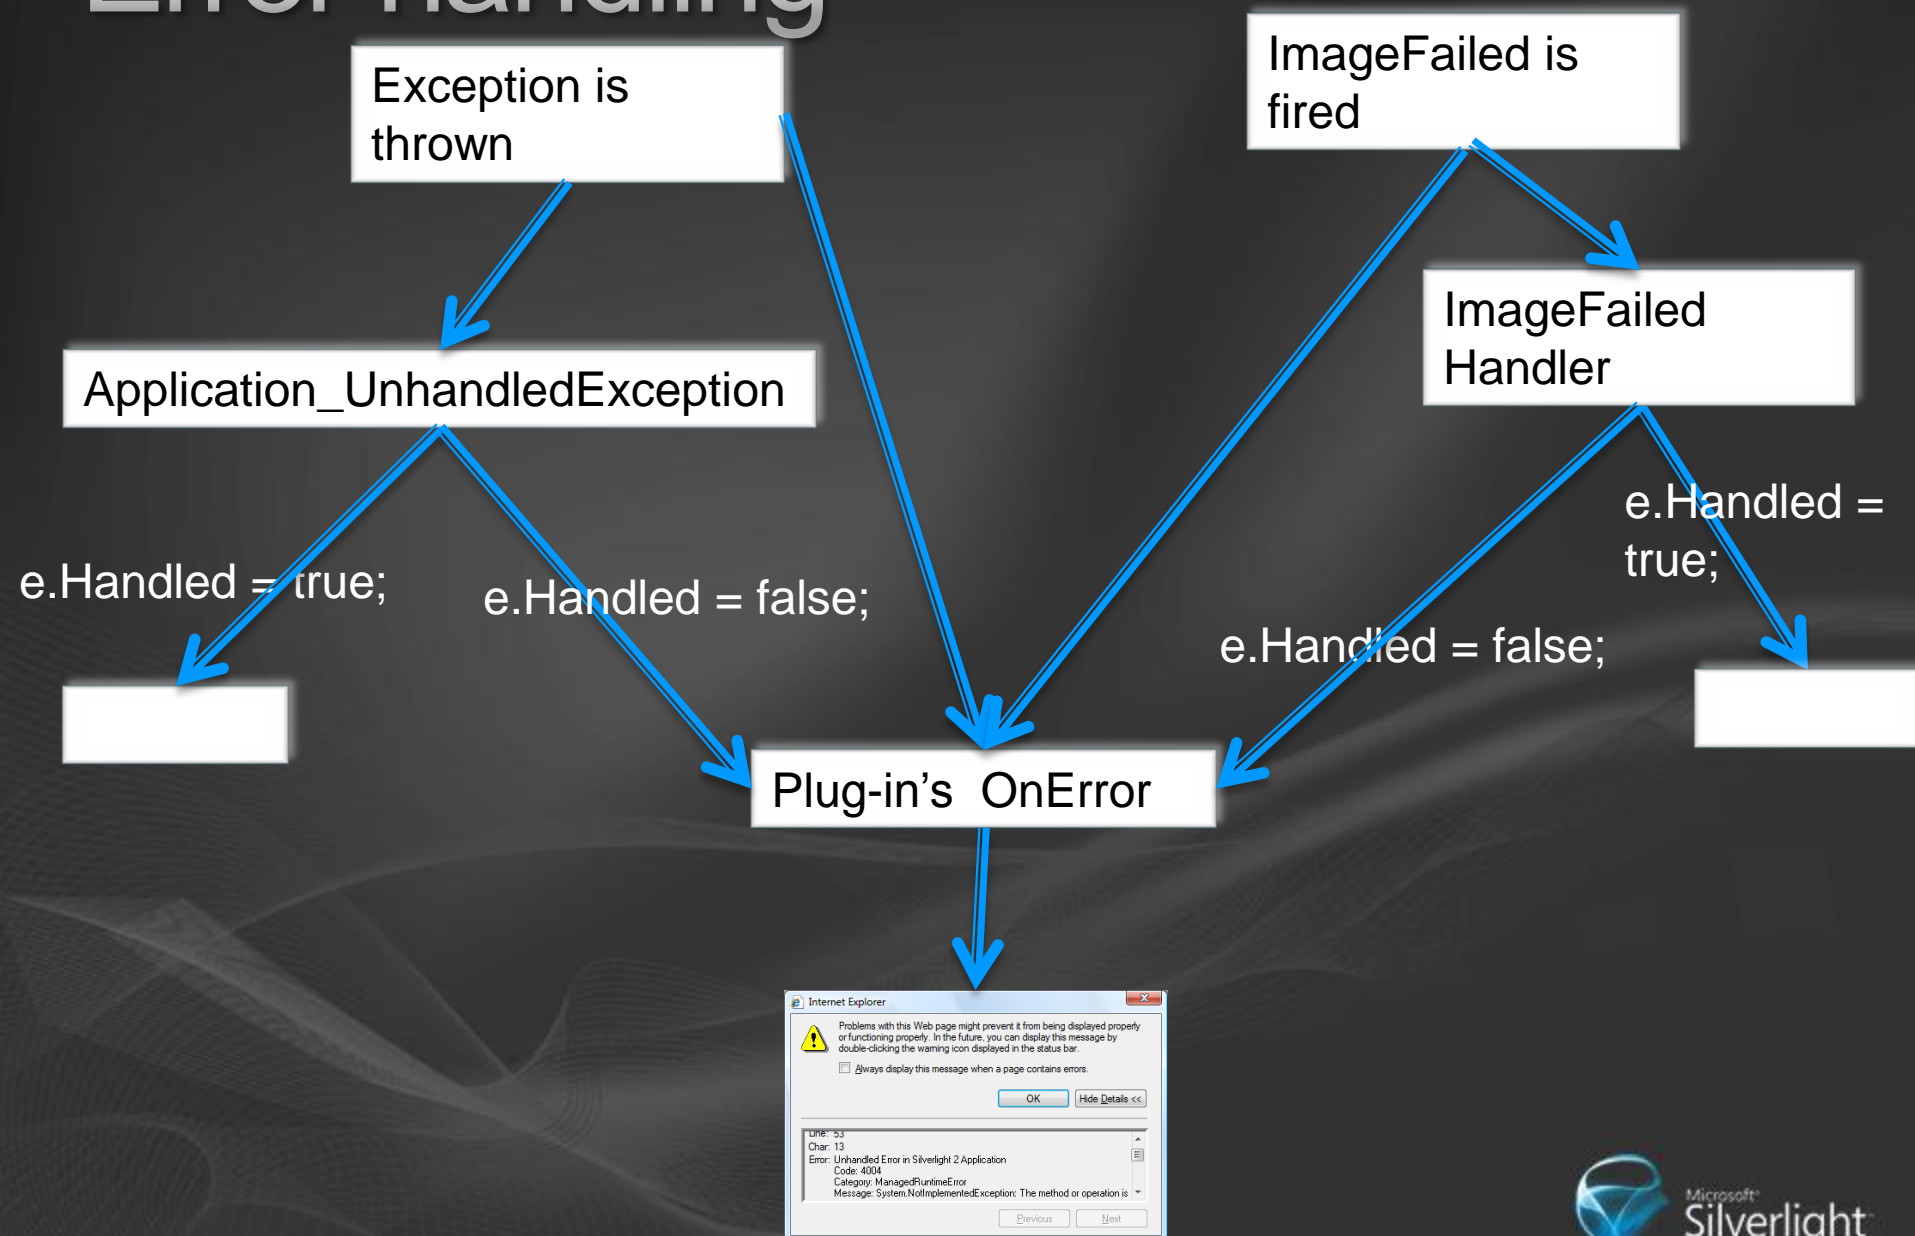 Error handling
Exception is
thrown
ImageFailed is
fired
ImageFailed
Handler
Application_UnhandledException
e.Handled =
true;
e.Handled = true;
e.Handled = false;
e.Handled = false;
Plug-in’s OnError
Internet Explorer
Problems with this Web page might prevent it from being displayed properly
or functioning properly. In the future, you can display this message by
double-clicking the warning icon displayed in the status bar.
Always display this message when a page contains errors.
OK
Hide Details <<
Line: 53
Char: 13
Error: Unhandled Error in Silverlight 2 Application
Code: 4004
Category: ManagedRuntimeError
Message: System.NotImplementedException: The method or operation is
Previous
Next
Microsoft®
Silverlight